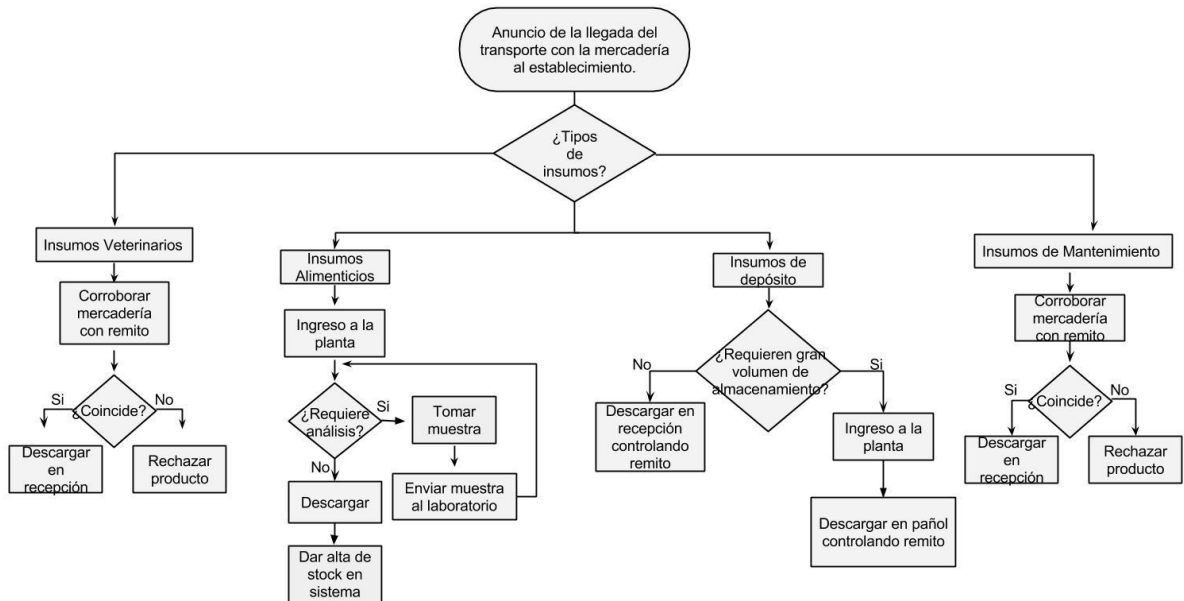 Anuncio de la llegada del
transporte con la mercadería
al establecimiento.
¿Tipos
de
insumos?
Insumos Veterinarios
Corroborar
mercadería
con remito
¿Coincide?
Si
No
Descargar
en
recepción
Rechazar
producto
Insumos
Alimenticios
Ingreso a la
planta
¿Requiere
análisis?
Si
Tomar
muestra
Enviar muestra
al laboratorio
No
Descargar
Dar alta de
stock en
sistema
Insumos de
depósito
¿Requieren gran
volumen de
almacenamiento?
No
Si
Descargar en
recepción
controlando
remito
Ingreso a la
planta
Descargar en pañol
controlando remito
Insumos de Mantenimiento
Corroborar
mercadería
con remito
¿Coincide?
Si
No
Descargar
en
recepción
Rechazar
producto